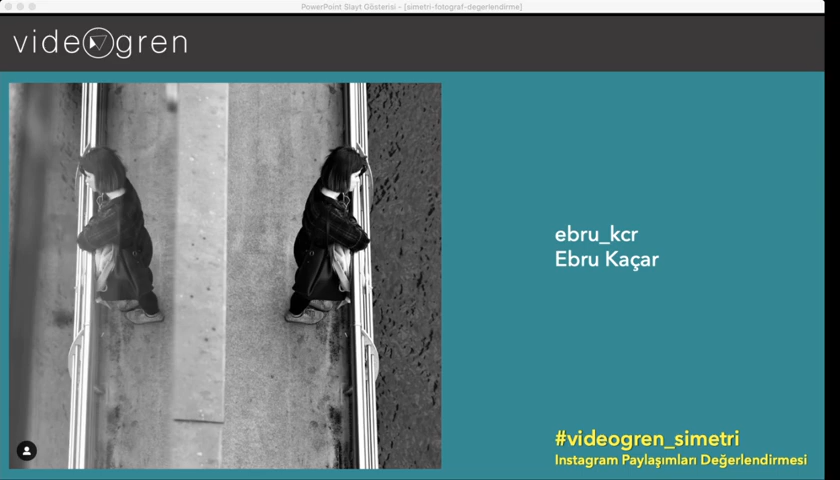 PowerPoint Slayt Gösterisi - [simetri-fotograf-degerlendirme]
videogren
ebru_kcr
Ebru Kaçar
#videogren_simetri
Instagram Paylaşımları Değerlendirmesi